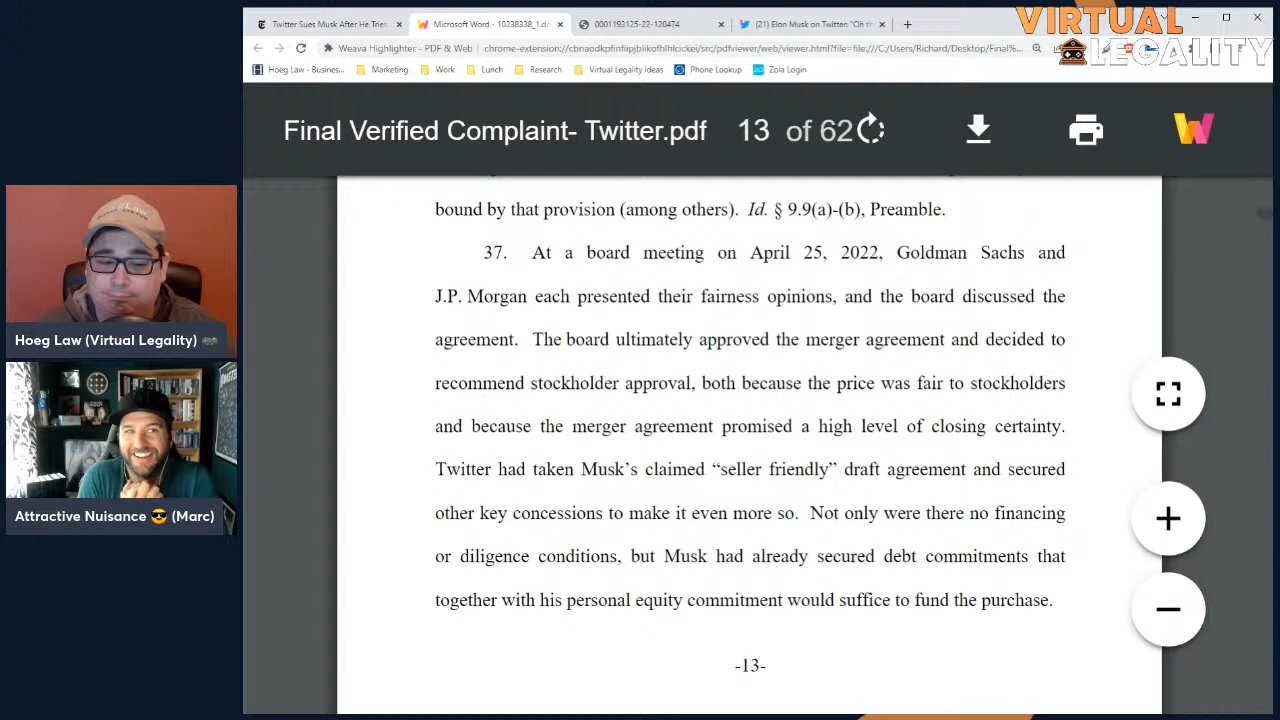 Twitter Sues Musk After He Tries
Microsoft Word - 10238338_1.do
0001193125-22-120474
(21) Elon Musk on Twitter: "Oh th
VIRTUAL
LEGALITY
Weava Highlighter - PDF & Web
chrome-extension://cbnaodkpfinfiipjblikofhlhlcickei/src/pdfviewer/web/viewer.html?file=file:///C:/Users/Richard/Desktop/Final%...
Hoeg Law - Busines...
Marketing
Work
Lunch
Research
Virtual Legality Ideas
Phone Lookup
Zola Login
Final Verified Complaint- Twitter.pdf 13 of 62
bound by that provision (among others). Id. § 9.9(a)-(b), Preamble.
37. At a board meeting on April 25, 2022, Goldman Sachs and
J.P. Morgan each presented their fairness opinions, and the board discussed the
agreement. The board ultimately approved the merger agreement and decided to
recommend stockholder approval, both because the price was fair to stockholders
and because the merger agreement promised a high level of closing certainty.
Twitter had taken Musk's claimed “seller friendly” draft agreement and secured
other key concessions to make it even more so. Not only were there no financing
or diligence conditions, but Musk had already secured debt commitments that
together with his personal equity commitment would suffice to fund the purchase.
-13-
Hoeg Law (Virtual Legality) 🎮
Attractive Nuisance 😎 (Marc)